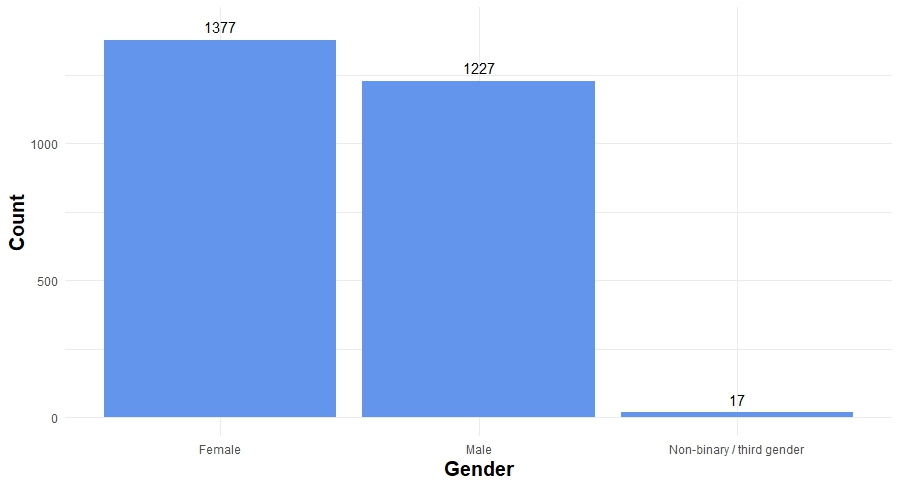 1377
1227
17
1000
500
0
Count
Female
Male
Non-binary / third gender
Gender